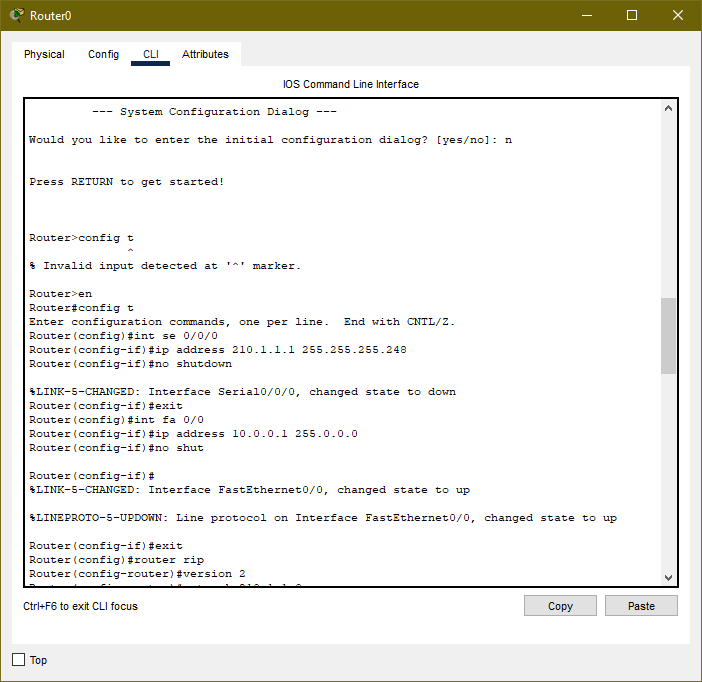 Router0
Physical Config CLI Attributes
IOS Command Line Interface
--- System Configuration Dialog ---
Would you like to enter the initial configuration dialog? [yes/no]: n
Press RETURN to get started!
Router>config t
^
% Invalid input detected at '^' marker.
Router>en
Router#config t
Enter configuration commands, one per line.  End with CNTL/Z.
Router(config)#int se 0/0/0
Router(config-if)#ip address 210.1.1.1 255.255.255.248
Router(config-if)#no shutdown
%LINK-5-CHANGED: Interface Serial0/0/0, changed state to down
Router(config-if)#exit
Router(config)#int fa 0/0
Router(config-if)#ip address 10.0.0.1 255.0.0.0
Router(config-if)#no shut
Router(config-if)#
%LINK-5-CHANGED: Interface FastEthernet0/0, changed state to up
%LINEPROTO-5-UPDOWN: Line protocol on Interface FastEthernet0/0, changed state to up
Router(config-if)#exit
Router(config)#router rip
Router(config-router)#version 2
Ctrl+F6 to exit CLI focus
Copy Paste
Top